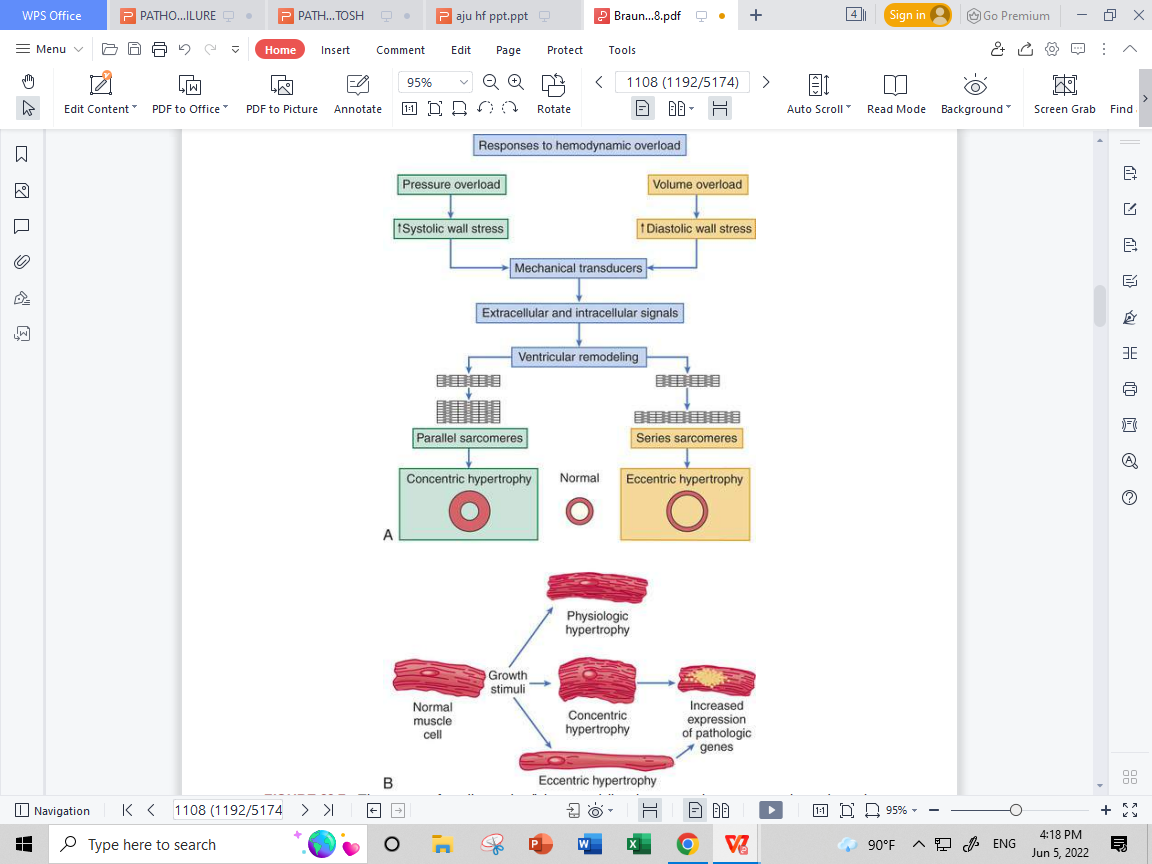 WPS Office
PATHO...ILURE
PATH...TOSH
aju hf ppt.ppt
Braun...8.pdf
4
Sign in
Go Premium
Menu
Home
Insert
Comment
Edit
Page
Protect
Tools
Edit Content
PDF to Office
PDF to Picture
Annotate
95%
Rotate
1108 (1192/5174)
Auto Scroll
Read Mode
Background
Screen Grab
Find
Responses to hemodynamic overload
Pressure overload
Volume overload
↑Systolic wall stress
↑Diastolic wall stress
Mechanical transducers
Extracellular and intracellular signals
Ventricular remodeling
Parallel sarcomeres
Series sarcomeres
Concentric hypertrophy
Normal
Eccentric hypertrophy
A
Physiologic
hypertrophy
Growth
stimuli
Normal
muscle
cell
Concentric
hypertrophy
Increased
expression
of pathologic
genes
Eccentric hypertrophy
B
Navigation
1108 (1192/5174
95%
Type here to search
90°F
ENG
4:18 PM
Jun 5, 2022